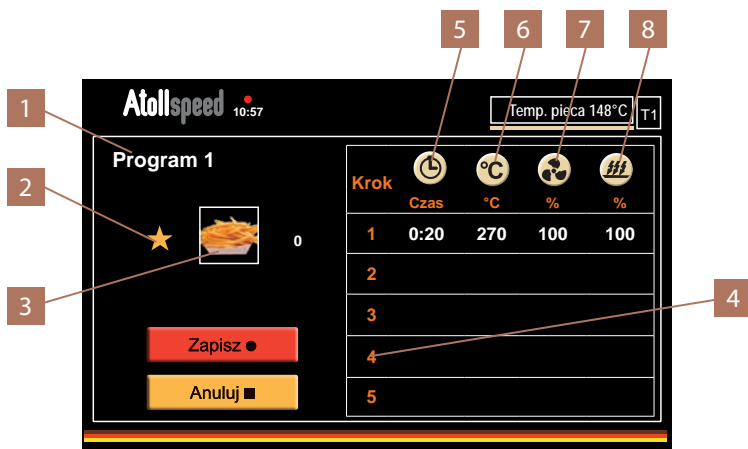 5 6 7 8
Atollspeed 10:57
Temp. pieca 148°C T1
1
Program 1
Krok
°C
Czas °C % %
2
0
1 0:20 270 100 100
2
3
3
4
Zapisz
4
Anuluj
5